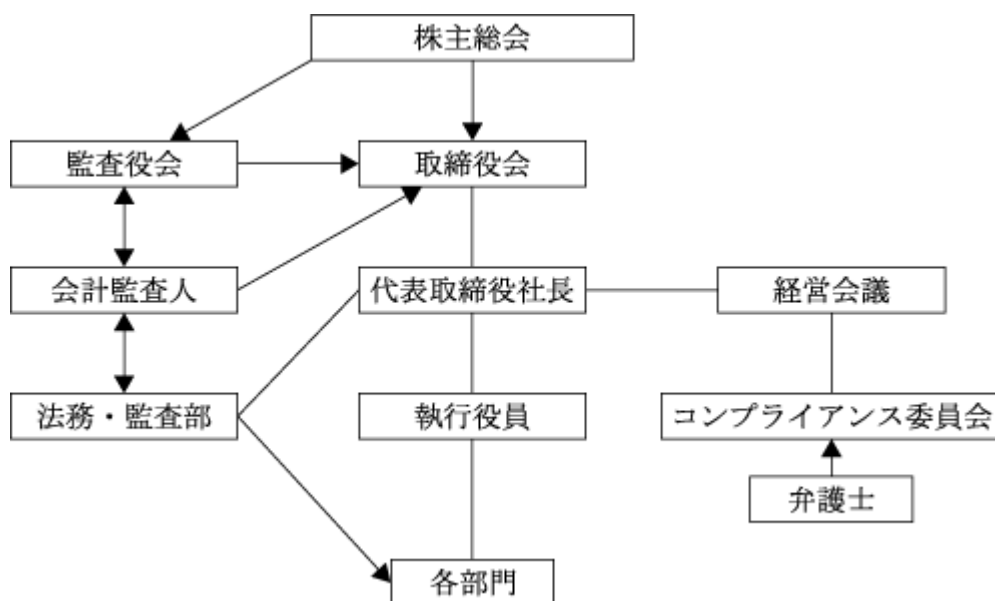 株主総会
監査役会
取締役会
会計監査人
代表取締役社長
経営会議
法務・監査部
執行役員
コンプライアンス委員会
弁護士
各部門